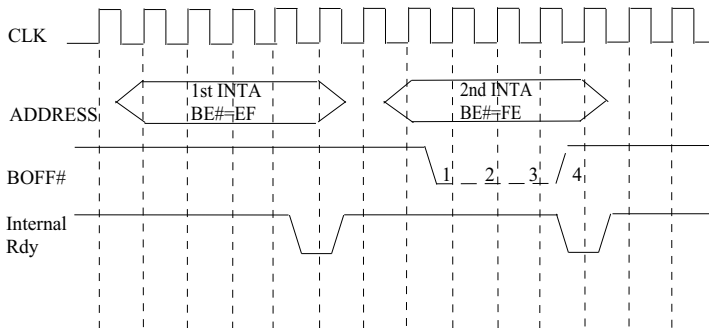 CLK
1st INTA
BE#=EF
2nd INTA
BE#=FE
ADDRESS
BOFF#
1 2 3 4
Internal
Rdy